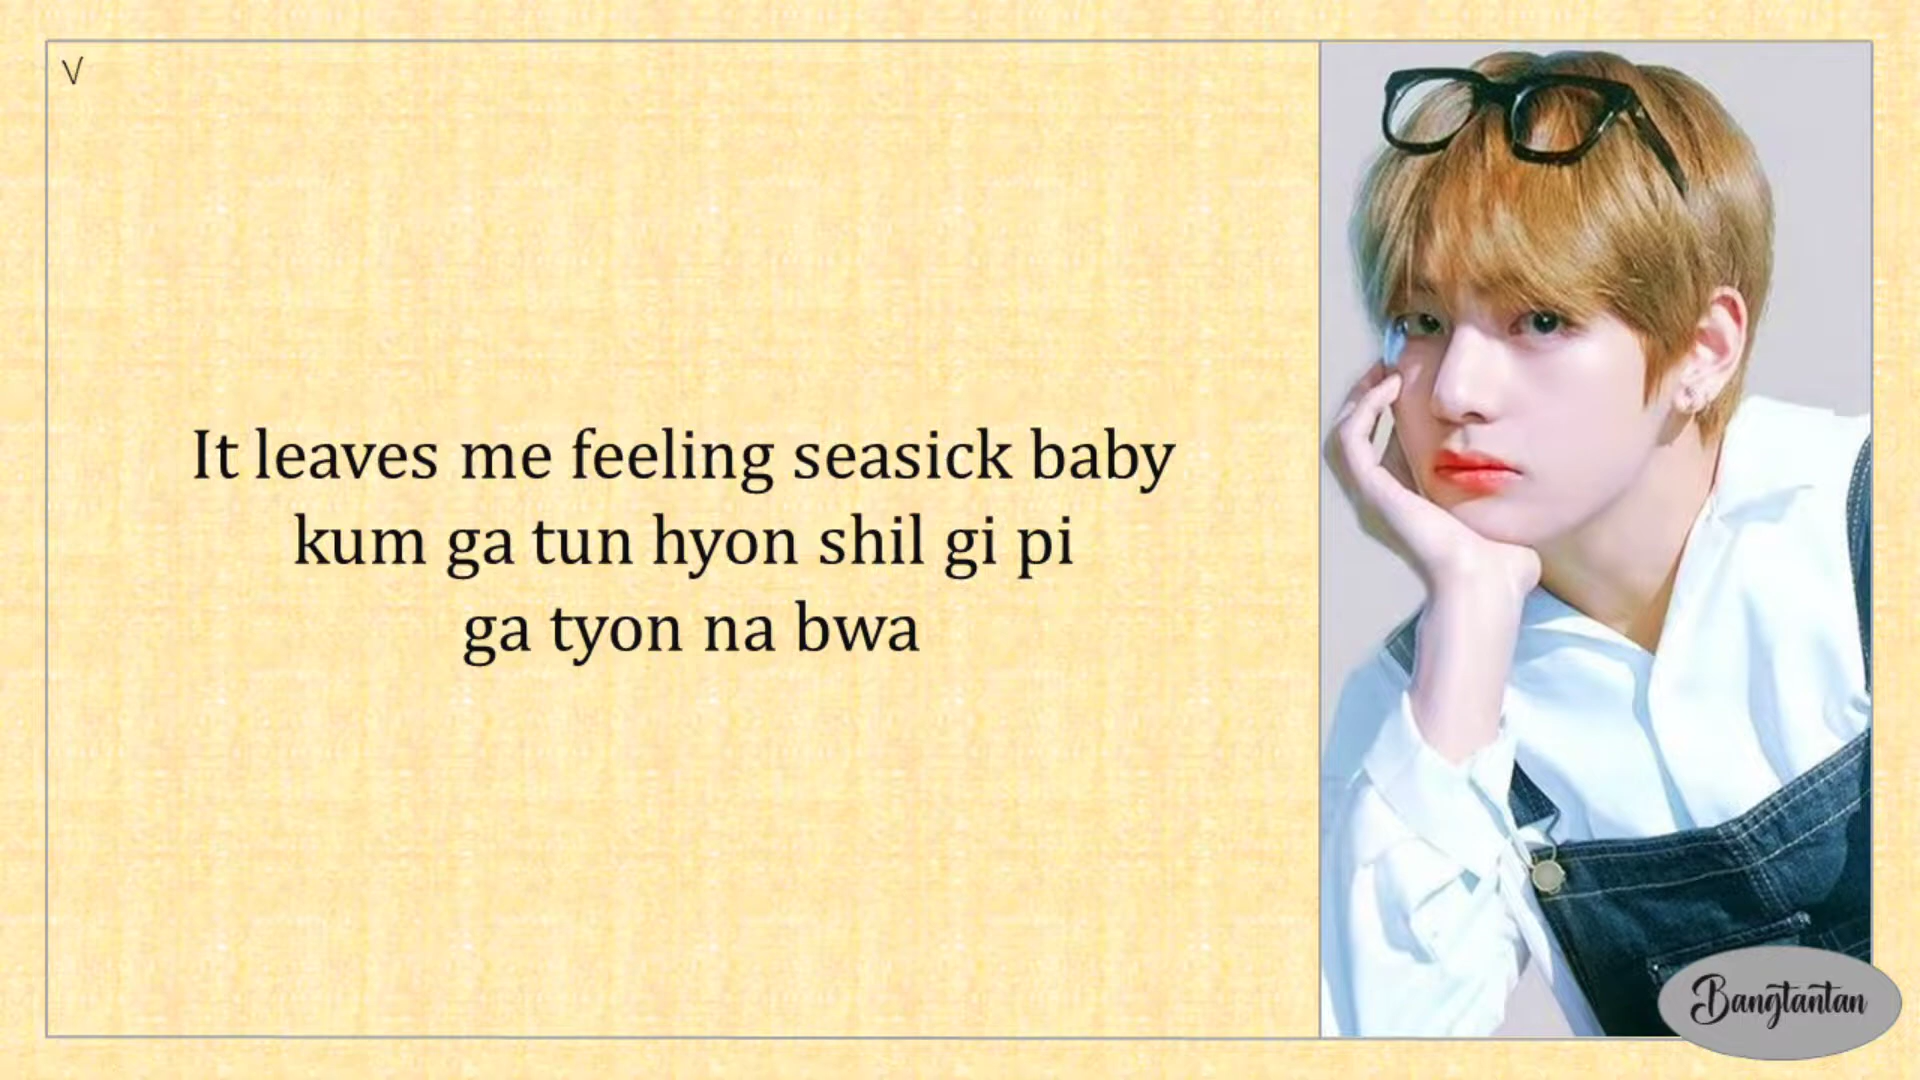 V
It leaves me feeling seasick baby
kum ga tun hyon shil gi pi
ga tyon na bwa
Bangtantan